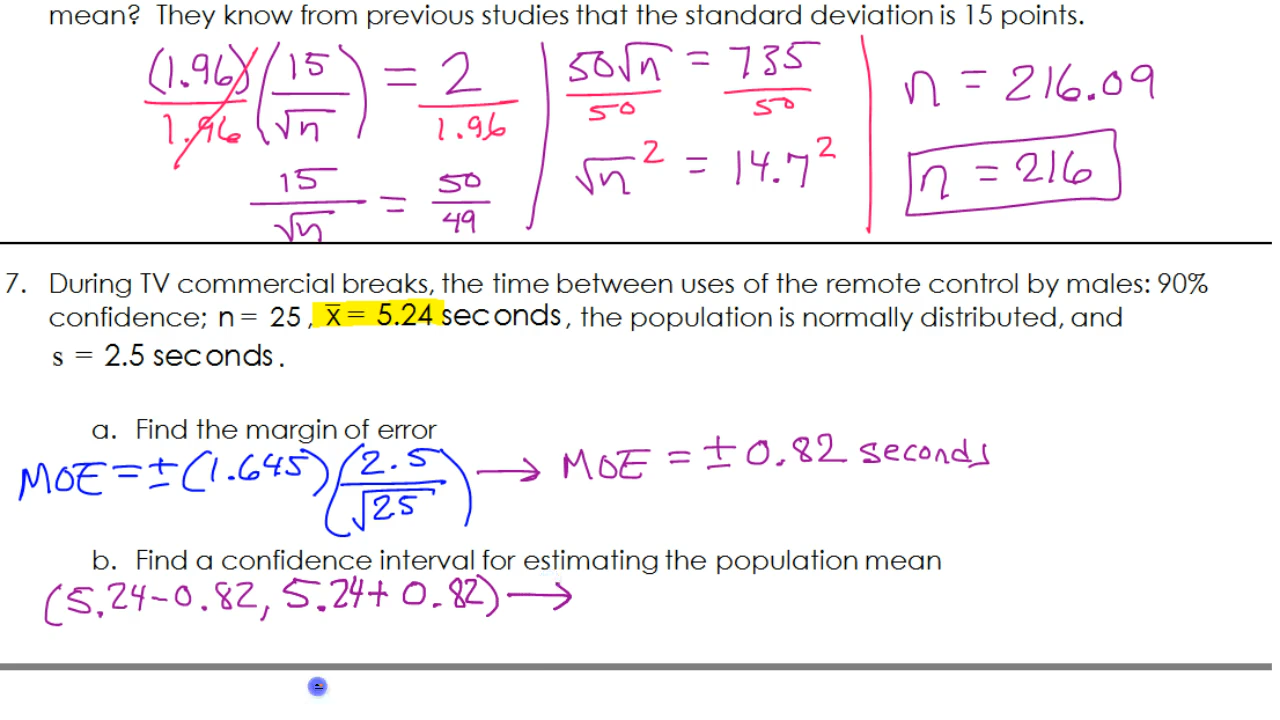 mean? They know from previous studies that the standard deviation is 15 points.
(1.96)/1.96 (15/√n) = 2/1.96
15/√n = 50/49
50√n/50 = 735/50
√n² = 14.7²
n = 216.09
n = 216
7. During TV commercial breaks, the time between uses of the remote control by males: 90%
confidence; n = 25, x̅ = 5.24 seconds, the population is normally distributed, and
s = 2.5 seconds.
a. Find the margin of error
MOE = ±(1.645)(2.5/√25) → MOE = ±0.82 seconds
b. Find a confidence interval for estimating the population mean
(5.24-0.82, 5.24+0.82) →